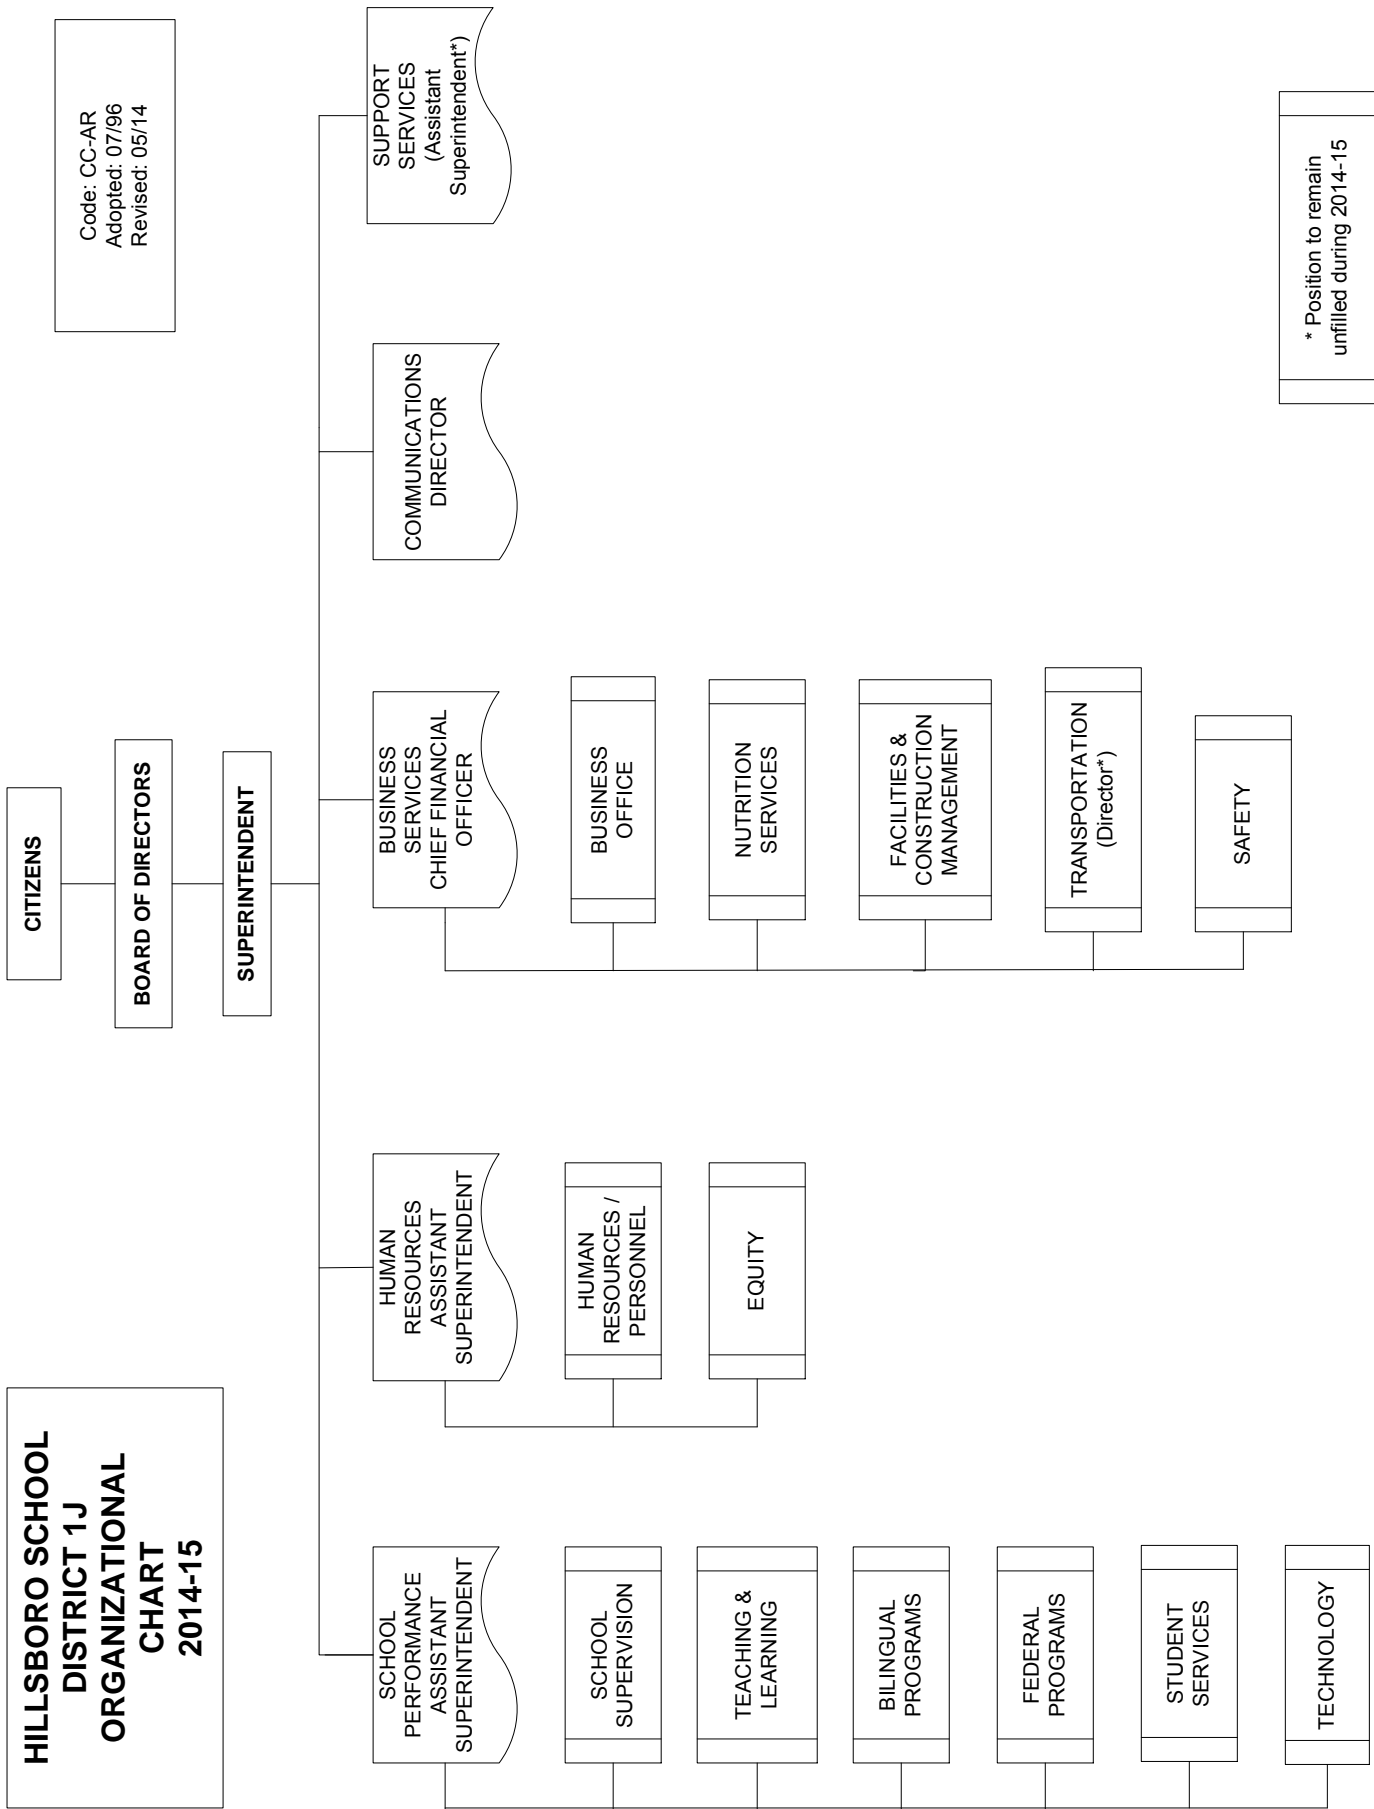 HILLSBORO SCHOOL
DISTRICT 1J
ORGANIZATIONAL
CHART
2014-15
CITIZENS
BOARD OF DIRECTORS
SUPERINTENDENT
Code: CC-AR
Adopted: 07/96
Revised: 05/14
SCHOOL
PERFORMANCE
ASSISTANT
SUPERINTENDENT
SCHOOL
SUPERVISION
TEACHING &
LEARNING
BILINGUAL
PROGRAMS
FEDERAL
PROGRAMS
STUDENT
SERVICES
TECHNOLOGY
HUMAN
RESOURCES
ASSISTANT
SUPERINTENDENT
HUMAN
RESOURCES /
PERSONNEL
EQUITY
BUSINESS
SERVICES
CHIEF FINANCIAL
OFFICER
BUSINESS
OFFICE
NUTRITION
SERVICES
FACILITIES &
CONSTRUCTION
MANAGEMENT
TRANSPORTATION
(Director*)
SAFETY
COMMUNICATIONS
DIRECTOR
SUPPORT
SERVICES
(Assistant
Superintendent*)
* Position to remain
unfilled during 2014-15